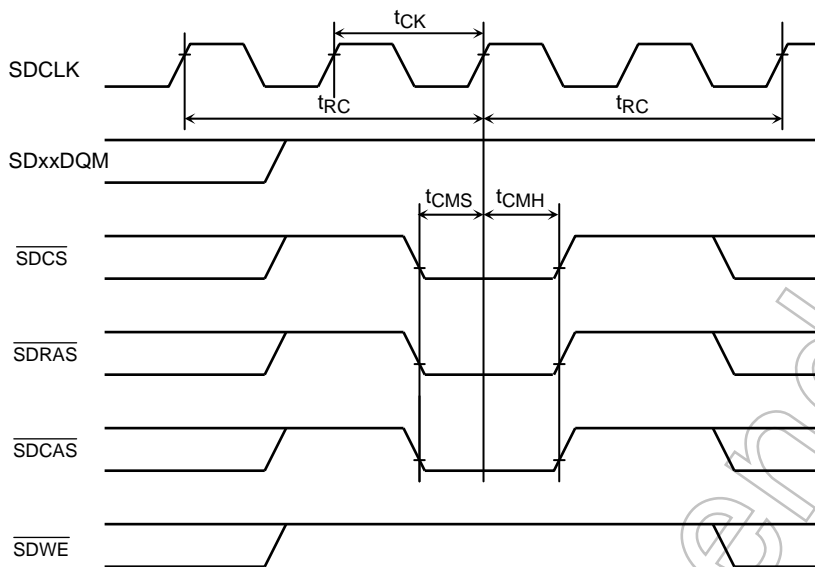 tCK
SDCLK
tRC tRC
SDxxDQM
tCMS tCMH
SDCS
SDRAS
SDCAS
SDWE